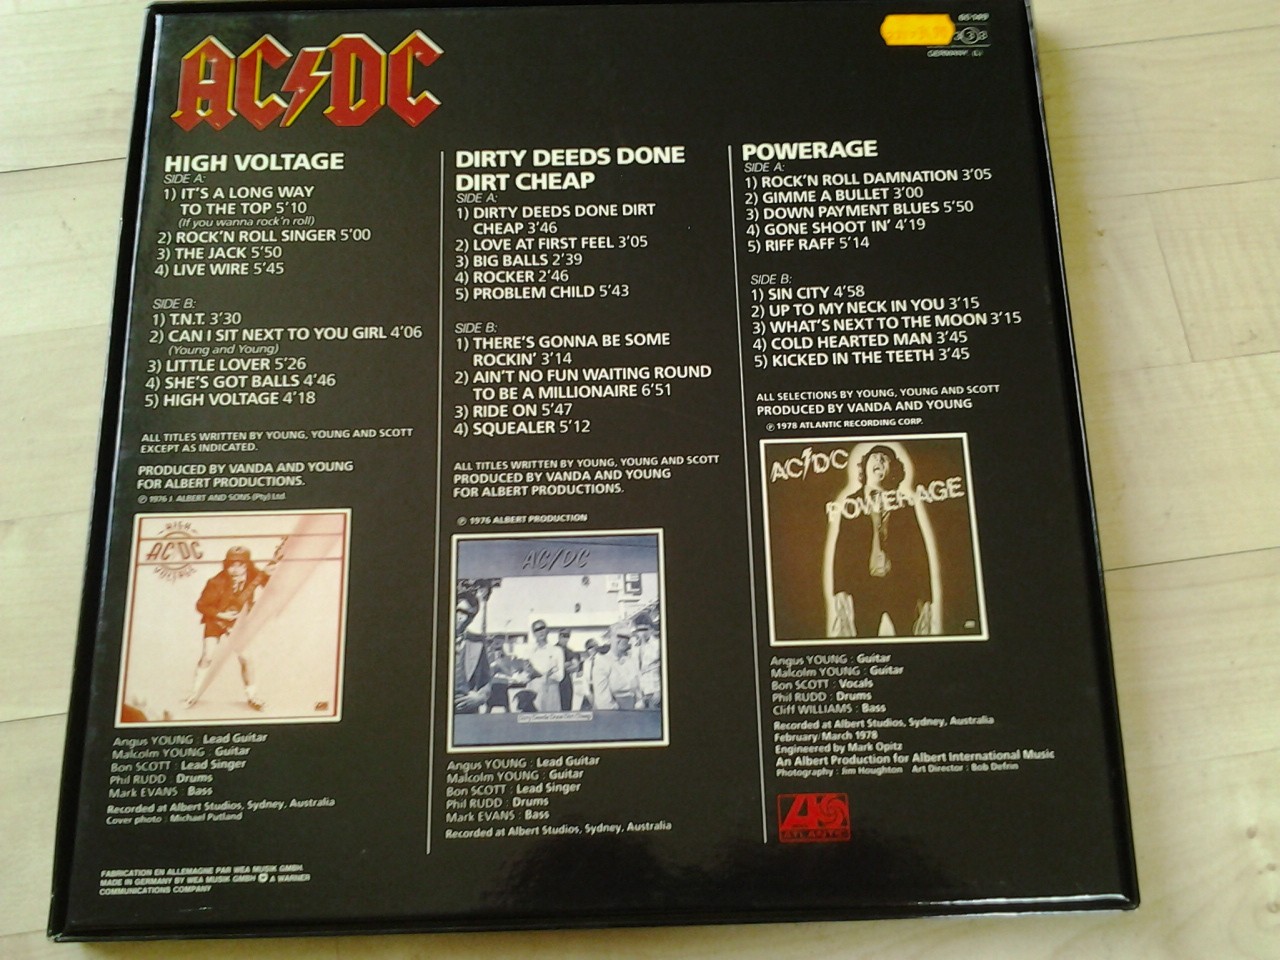 AC/DC
HIGH VOLTAGE
SIDE A:
1) IT'S A LONG WAY
TO THE TOP 5'10
(If you wanna rock'n roll)
2) ROCK'N ROLL SINGER 5'00
3) THE JACK 5'50
4) LIVE WIRE 5'45
SIDE B:
1) T.N.T. 3'30
2) CAN I SIT NEXT TO YOU GIRL 4'06
(Young and Young)
3) LITTLE LOVER 5'26
4) SHE'S GOT BALLS 4'46
5) HIGH VOLTAGE 4'18
ALL TITLES WRITTEN BY YOUNG, YOUNG AND SCOTT
EXCEPT AS INDICATED.
PRODUCED BY VANDA AND YOUNG
FOR ALBERT PRODUCTIONS.
℗ 1976 J. ALBERT AND SONS (Pty) Ltd.
HIGH
AC/DC
VOLTAGE
Angus YOUNG : Lead Guitar
Malcolm YOUNG : Guitar
Bon SCOTT : Lead Singer
Phil RUDD : Drums
Mark EVANS : Bass
Recorded at Albert Studios, Sydney, Australia
Cover photo : Michael Putland
FABRICATION EN ALLEMAGNE PAR WEA MUSIK GMBH
MADE IN GERMANY BY WEA MUSIK GMBH A WARNER
COMMUNICATIONS COMPANY
DIRTY DEEDS DONE
DIRT CHEAP
SIDE A:
1) DIRTY DEEDS DONE DIRT
CHEAP 3'46
2) LOVE AT FIRST FEEL 3'05
3) BIG BALLS 2'39
4) ROCKER 2'46
5) PROBLEM CHILD 5'43
SIDE B:
1) THERE'S GONNA BE SOME
ROCKIN' 3'14
2) AIN'T NO FUN WAITING ROUND
TO BE A MILLIONAIRE 6'51
3) RIDE ON 5'47
4) SQUEALER 5'12
ALL TITLES WRITTEN BY YOUNG, YOUNG AND SCOTT
PRODUCED BY VANDA AND YOUNG
FOR ALBERT PRODUCTIONS.
℗ 1976 ALBERT PRODUCTION
AC/DC
Dirty Deeds Done Dirt Cheap
Angus YOUNG : Lead Guitar
Malcolm YOUNG : Guitar
Bon SCOTT : Lead Singer
Phil RUDD : Drums
Mark EVANS : Bass
Recorded at Albert Studios, Sydney, Australia
333
GERMANY
POWERAGE
SIDE A:
1) ROCK'N ROLL DAMNATION 3'05
2) GIMME A BULLET 3'00
3) DOWN PAYMENT BLUES 5'50
4) GONE SHOOT IN' 4'19
5) RIFF RAFF 5'14
SIDE B:
1) SIN CITY 4'58
2) UP TO MY NECK IN YOU 3'15
3) WHAT'S NEXT TO THE MOON 3'15
4) COLD HEARTED MAN 3'45
5) KICKED IN THE TEETH 3'45
ALL SELECTIONS BY YOUNG, YOUNG AND SCOTT
PRODUCED BY VANDA AND YOUNG
℗ 1978 ATLANTIC RECORDING CORP.
AC/DC
POWERAGE
Angus YOUNG : Guitar
Malcolm YOUNG : Guitar
Bon SCOTT : Vocals
Phil RUDD : Drums
Cliff WILLIAMS : Bass
Recorded at Albert Studios, Sydney, Australia
February/March 1978
Engineered by Mark Opitz
An Albert Production for Albert International Music
Photography : Jim Houghton Art Director : Bob Defrin
ATLANTIC